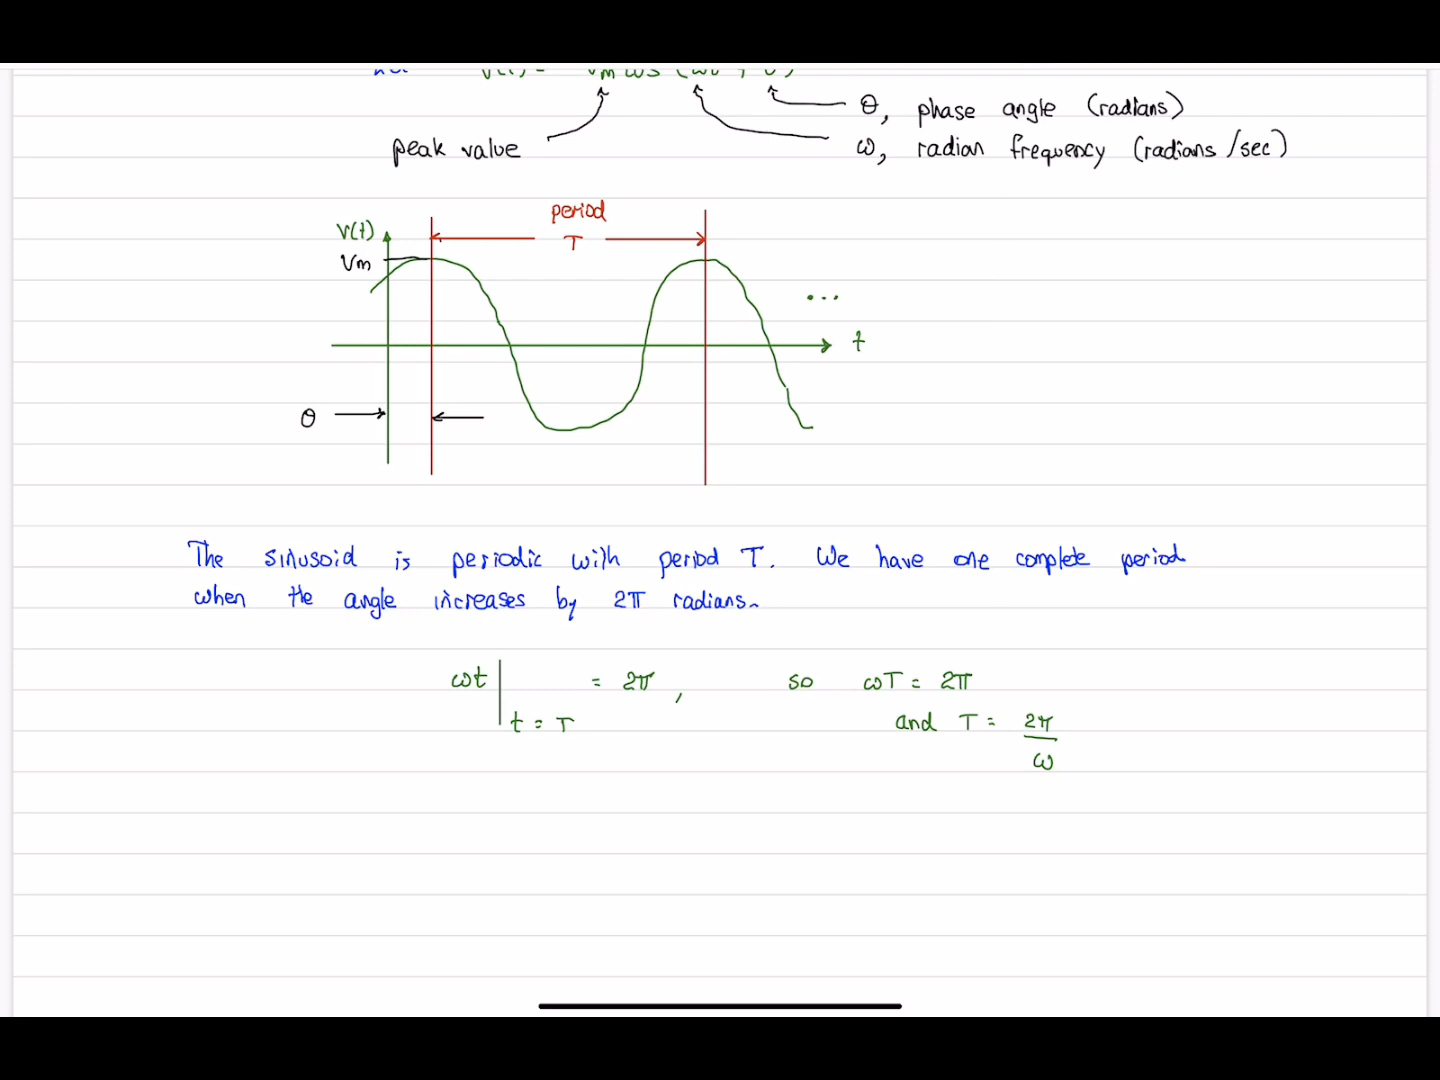 θ, phase angle (radians)
peak value
ω, radian frequency (radians/sec)
period
T
v(t)
Vm
...
t
θ
The sinusoid is periodic with period T. We have one complete period
when the angle increases by 2π radians.
ωt | t = T = 2π, so ωT = 2π
and T = 2π/ω